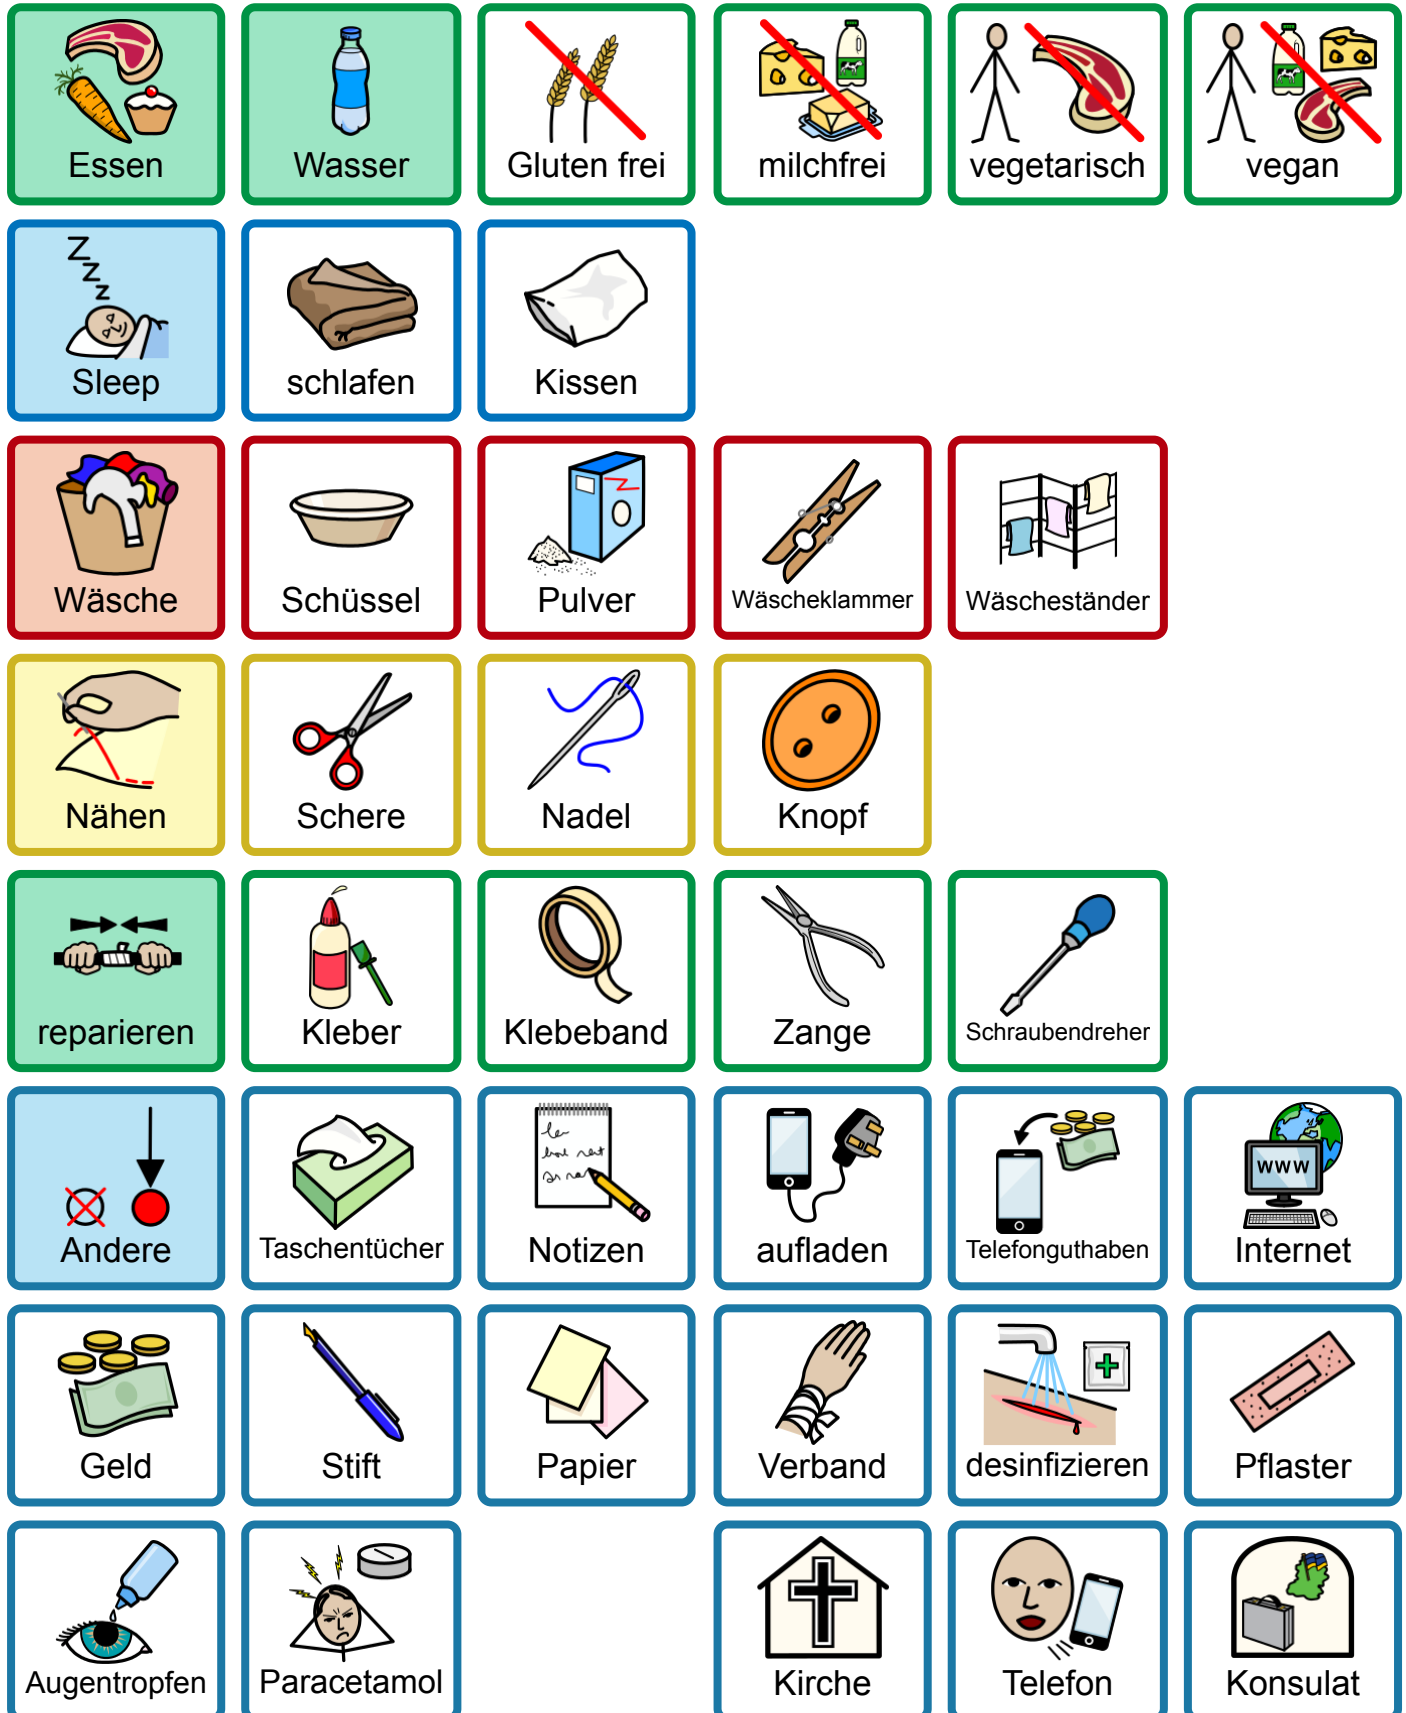 Essen
Wasser
Gluten frei
milchfrei
vegetarisch
vegan
Z
Z
Z
Sleep
schlafen
Kissen
Wäsche
Schüssel
Pulver
Wäscheklammer
Wäscheständer
Nähen
Schere
Nadel
Knopf
reparieren
Kleber
Klebeband
Zange
Schraubendreher
www
Andere
Taschentücher
Notizen
aufladen
Telefonguthaben
Internet
Geld
Stift
Papier
Verband
desinfizieren
Pflaster
Augentropfen
Paracetamol
Kirche
Telefon
Konsulat